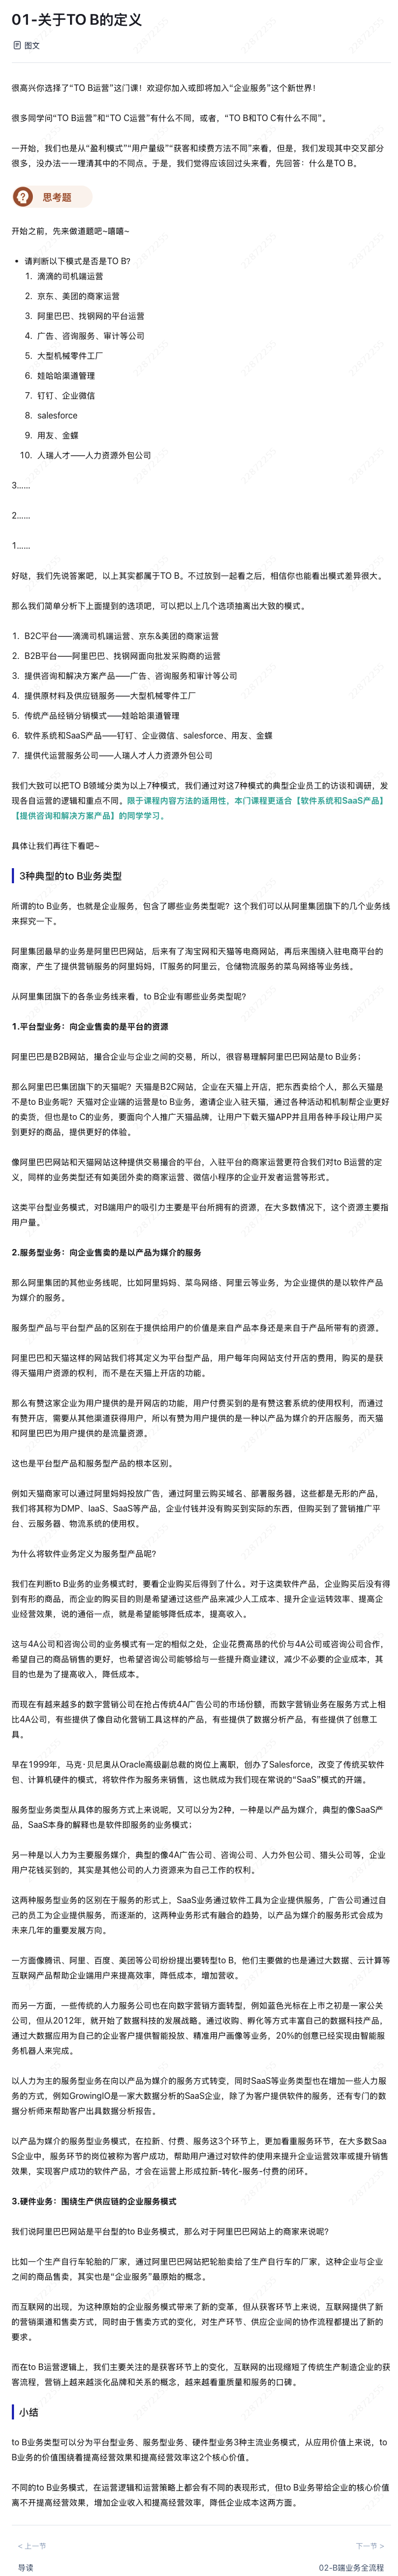 01-关于TO B的定义
图文
很高兴你选择了“TO B运营”这门课！欢迎你加入或即将加入“企业服务”这个新世界！
很多同学问“TO B运营”和“TO C运营”有什么不同，或者，“TO B和TO C有什么不同”。
一开始，我们也是从“盈利模式”“用户量级”“获客和续费方法不同”来看，但是，我们发现其中交叉部分
很多，没办法一一理清其中的不同点。于是，我们觉得应该回过头来看，先回答：什么是TO B。
思考题
开始之前，先来做道题吧~嘻嘻~
• 请判断以下模式是否是TO B?
1. 滴滴的司机端运营
2. 京东、美团的商家运营
3. 阿里巴巴、找钢网的平台运营
4. 广告、咨询服务、审计等公司
5. 大型机械零件工厂
6. 娃哈哈渠道管理
7. 钉钉、企业微信
8. salesforce
9. 用友、金蝶
10. 人瑞人才——人力资源外包公司
3......
2......
1......
好哒，我们先说答案吧，以上其实都属于TO B。不过放到一起看之后，相信你也能看出模式差异很大。
那么我们简单分析下上面提到的选项吧，可以把以上几个选项抽离出大致的模式。
1. B2C平台——滴滴司机端运营、京东&美团的商家运营
2. B2B平台——阿里巴巴、找钢网面向批发采购商的运营
3. 提供咨询和解决方案产品——广告、咨询服务和审计等公司
4. 提供原材料及供应链服务——大型机械零件工厂
5. 传统产品经销分销模式——娃哈哈渠道管理
6. 软件系统和SaaS产品——钉钉、企业微信、salesforce、用友、金蝶
7. 提供代运营服务公司——人瑞人才人力资源外包公司
我们大致可以把TO B领域分类为以上7种模式，我们通过对这7种模式的典型企业员工的访谈和调研，发
现各自运营的逻辑和重点不同。限于课程内容方法的适用性，本门课程更适合【软件系统和SaaS产品】
【提供咨询和解决方案产品】的同学学习。
具体让我们再往下看吧~
3种典型的to B业务类型
所谓的to B业务，也就是企业服务，包含了哪些业务类型呢？这个我们可以从阿里集团旗下的几个业务线
来探究一下。
阿里集团最早的业务是阿里巴巴网站，后来有了淘宝网和天猫等电商网站，再后来围绕入驻电商平台的
商家，产生了提供营销服务的阿里妈妈，IT服务的阿里云，仓储物流服务的菜鸟网络等业务线。
从阿里集团旗下的各条业务线来看，to B企业有哪些业务类型呢？
1.平台型业务：向企业售卖的是平台的资源
阿里巴巴是B2B网站，撮合企业与企业之间的交易，所以，很容易理解阿里巴巴网站是to B业务；
那么阿里巴巴集团旗下的天猫呢？天猫是B2C网站，企业在天猫上开店，把东西卖给个人，那么天猫是
不是to B业务呢？天猫对企业端的运营是to B业务，邀请企业入驻天猫，通过各种活动和机制帮企业更好
的卖货，但也是to C的业务，要面向个人推广天猫品牌，让用户下载天猫APP并且用各种手段让用户买
到更好的商品，提供更好的体验。
像阿里巴巴网站和天猫网站这种提供交易撮合的平台，入驻平台的商家运营更符合我们对to B运营的定
义，同样的业务类型还有如美团外卖的商家运营、微信小程序的企业开发者运营等形式。
这类平台型业务模式，对B端用户的吸引力主要是平台所拥有的资源，在大多数情况下，这个资源主要指
用户量。
2.服务型业务：向企业售卖的是以产品为媒介的服务
那么阿里集团的其他业务线呢，比如阿里妈妈、菜鸟网络、阿里云等业务，为企业提供的是以软件产品
为媒介的服务。
服务型产品与平台型产品的区别在于提供给用户的价值是来自产品本身还是来自于产品所带有的资源。
阿里巴巴和天猫这样的网站我们将其定义为平台型产品，用户每年向网站支付开店的费用，购买的是获
得天猫用户资源的权利，而不是在天猫上开店的功能。
那么有赞这家企业为用户提供的是开网店的功能，用户付费买到的是有赞这套系统的使用权利，而通过
有赞开店，需要从其他渠道获得用户，所以有赞为用户提供的是一种以产品为媒介的开店服务，而天猫
和阿里巴巴为用户提供的是流量资源。
这也是平台型产品和服务型产品的根本区别。
例如天猫商家可以通过阿里妈妈投放广告，通过阿里云购买域名、部署服务器，这些都是无形的产品，
我们将其称为DMP、IaaS、SaaS等产品，企业付钱并没有购买到实际的东西，但购买到了营销推广平
台、云服务器、物流系统的使用权。
为什么将软件业务定义为服务型产品呢？
我们在判断to B业务的业务模式时，要看企业购买后得到了什么。对于这类软件产品，企业购买后没有得
到有形的商品，而企业的购买目的则是希望通过这些产品来减少人工成本、提升企业运转效率、提高企
业经营效果，说的通俗一点，就是希望能够降低成本，提高收入。
这与4A公司和咨询公司的业务模式有一定的相似之处，企业花费高昂的代价与4A公司或咨询公司合作，
希望自己的商品销售的更好，也希望咨询公司能够给与一些提升商业建议，减少不必要的企业成本，其
目的也是为了提高收入，降低成本。
而现在有越来越多的数字营销公司在抢占传统4A广告公司的市场份额，而数字营销业务在服务方式上相
比4A公司，有些提供了像自动化营销工具这样的产品，有些提供了数据分析产品，有些提供了创意工
具。
早在1999年，马克·贝尼奥从Oracle高级副总裁的岗位上离职，创办了Salesforce，改变了传统买软件
包、计算机硬件的模式，将软件作为服务来销售，这也就成为我们现在常说的“SaaS”模式的开端。
服务型业务类型从具体的服务方式上来说呢，又可以分为2种，一种是以产品为媒介，典型的像SaaS产
品，SaaS本身的解释也是软件即服务的业务模式；
另一种是以人力为主要服务媒介，典型的像4A广告公司、咨询公司、人力外包公司、猎头公司等，企业
用户花钱买到的，其实是其他公司的人力资源来为自己工作的权利。
这两种服务型业务的区别在于服务的形式上，SaaS业务通过软件工具为企业提供服务，广告公司通过自
己的员工为企业提供服务，而逐渐的，这两种业务形式有融合的趋势，以产品为媒介的服务形式会成为
未来几年的重要发展方向。
一方面像腾讯、阿里、百度、美团等公司纷纷提出要转型to B，他们主要做的也是通过大数据、云计算等
互联网产品帮助企业端用户来提高效率，降低成本，增加营收。
而另一方面，一些传统的人力服务公司也在向数字营销方面转型，例如蓝色光标在上市之初是一家公关
公司，但从2012年，就开始了数据科技的发展战略。通过收购、孵化等方式丰富自己的数据科技产品，
通过大数据应用为自己的企业客户提供智能投放、精准用户画像等业务，20%的创意已经实现由智能服
务机器人来完成。
以人力为主的服务型业务在向以产品为媒介的服务方式转变，同时SaaS等业务类型也在增加一些人力服
务的方式，例如GrowingIO是一家大数据分析的SaaS企业，除了为客户提供软件的服务，还有专门的数
据分析师来帮助客户出具数据分析报告。
以产品为媒介的服务型业务模式，在拉新、付费、服务这3个环节上，更加看重服务环节，在大多数Saa
S企业中，服务环节的岗位被称为客户成功，帮助用户通过对软件的使用来提升企业运营效率或提升销售
效果，实现客户成功的软件产品，才会在运营上形成拉新-转化-服务-付费的闭环。
3.硬件业务：围绕生产供应链的企业服务模式
我们说阿里巴巴网站是平台型的to B业务模式，那么对于阿里巴巴网站上的商家来说呢？
比如一个生产自行车轮胎的厂家，通过阿里巴巴网站把轮胎卖给了生产自行车的厂家，这种企业与企业
之间的商品售卖，其实也是“企业服务”最原始的概念。
而互联网的出现，为这种原始的企业服务模式带来了新的变革，但从获客环节上来说，互联网提供了新
的营销渠道和售卖方式，同时由于售卖方式的变化，对生产环节、供应企业间的协作流程都提出了新的
要求。
而在to B运营逻辑上，我们主要关注的是获客环节上的变化，互联网的出现缩短了传统生产制造企业的获
客流程，营销上越来越淡化品牌和关系的概念，越来越看重质量和服务的口碑。
小结
to B业务类型可以分为平台型业务、服务型业务、硬件型业务3种主流业务模式，从应用价值上来说，to
B业务的价值围绕着提高经营效果和提高经营效率这2个核心价值。
不同的to B业务模式，在运营逻辑和运营策略上都会有不同的表现形式，但to B业务带给企业的核心价值
离不开提高经营效果，增加企业收入和提高经营效率，降低企业成本这两方面。
< 上一节
下一节 >
导读
02-B端业务全流程